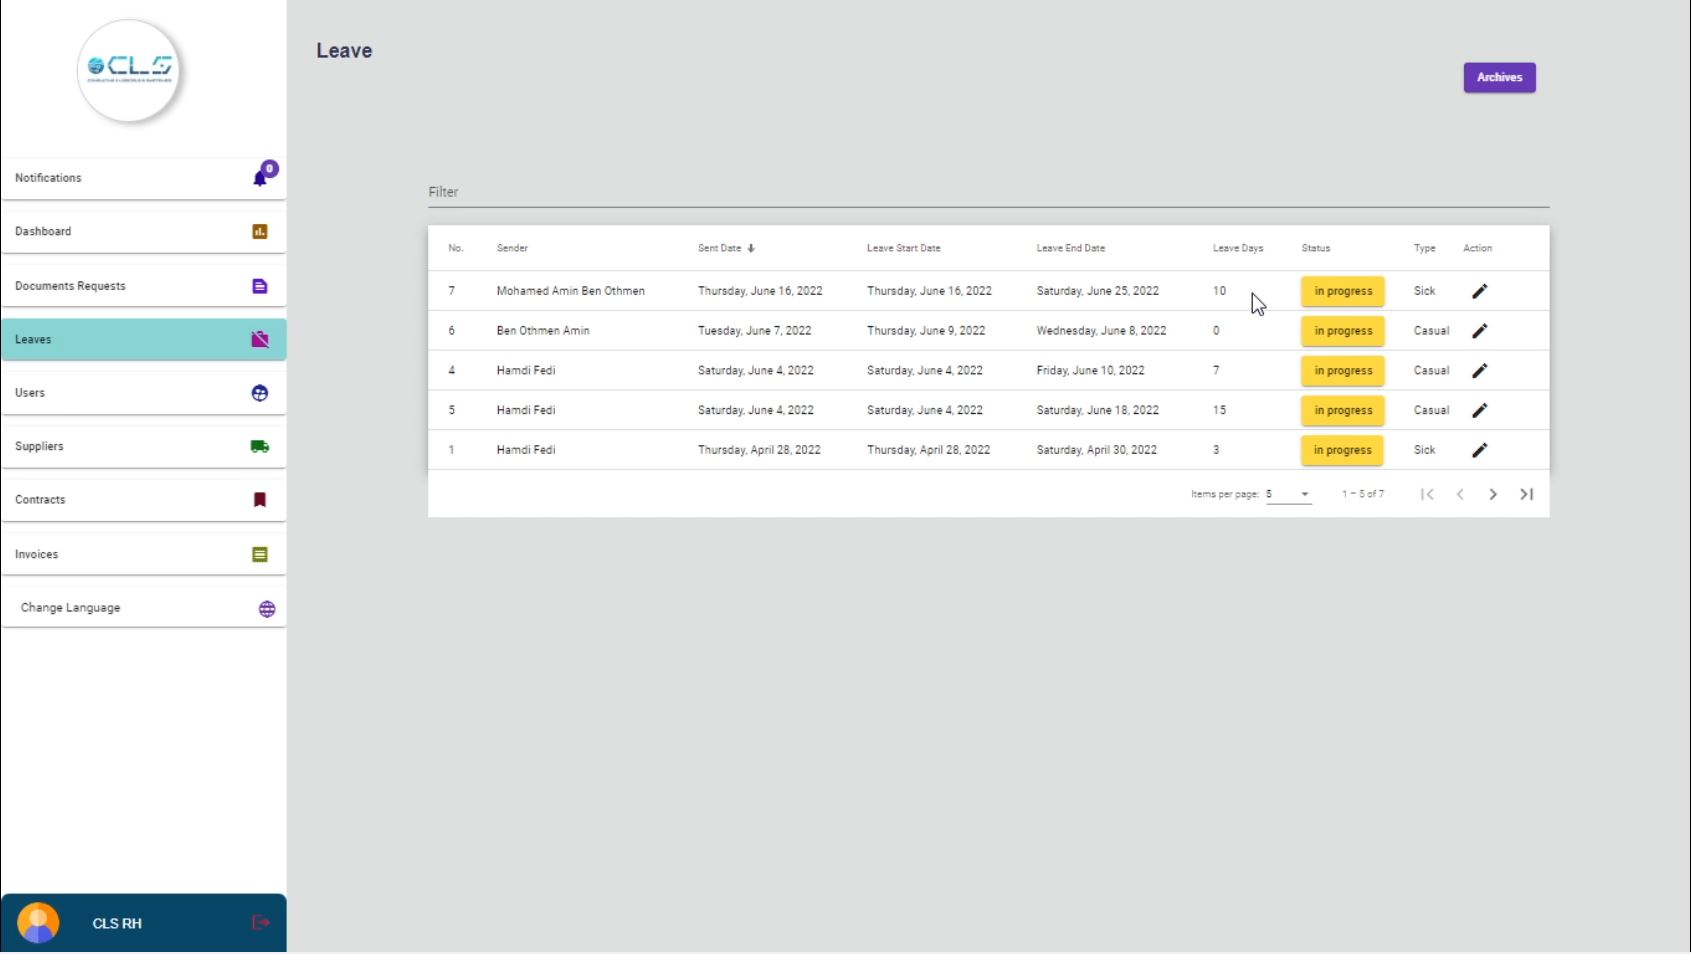 CLS
Leave
Archives
0
Notifications
Filter
Dashboard
No. Sender Sent Date Leave Start Date Leave End Date Leave Days Status Type Action
Documents Requests
7 Mohamed Amin Ben Othmen Thursday, June 16, 2022 Thursday, June 16, 2022 Saturday, June 25, 2022 10 in progress Sick
Leaves
6 Ben Othmen Amin Tuesday, June 7, 2022 Thursday, June 9, 2022 Wednesday, June 8, 2022 0 in progress Casual
4 Hamdi Fedi Saturday, June 4, 2022 Saturday, June 4, 2022 Friday, June 10, 2022 7 in progress Casual
Users
5 Hamdi Fedi Saturday, June 4, 2022 Saturday, June 4, 2022 Saturday, June 18, 2022 15 in progress Casual
Suppliers
1 Hamdi Fedi Thursday, April 28, 2022 Thursday, April 28, 2022 Saturday, April 30, 2022 3 in progress Sick
Contracts
Items per page: 5 1 – 5 of 7
Invoices
Change Language
CLS RH